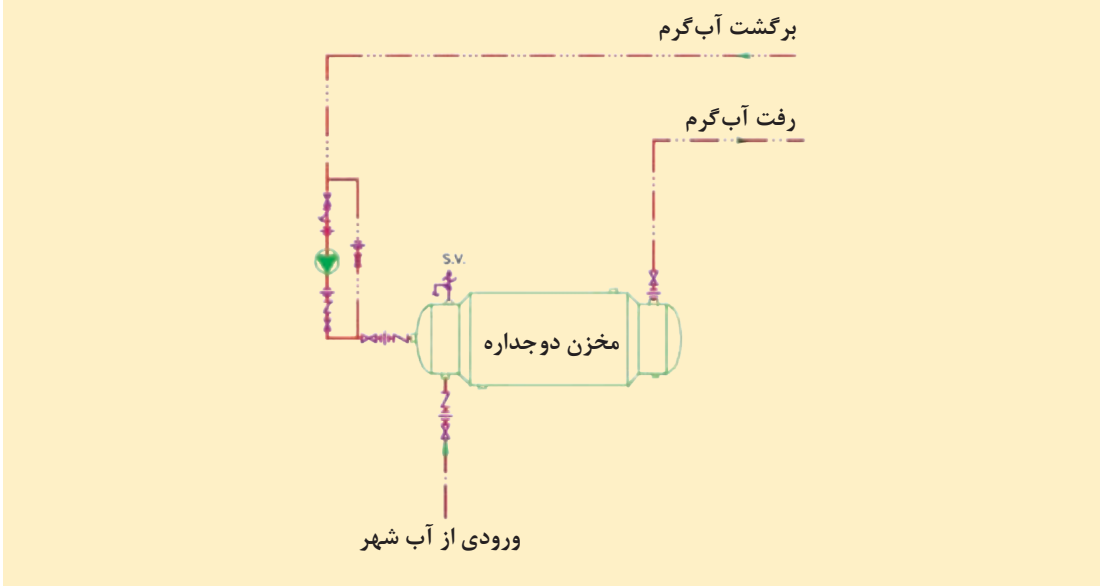 برگشت آب‌گرم
رفت آب‌گرم
S.V.
مخزن دوجداره
ورودی از آب شهر